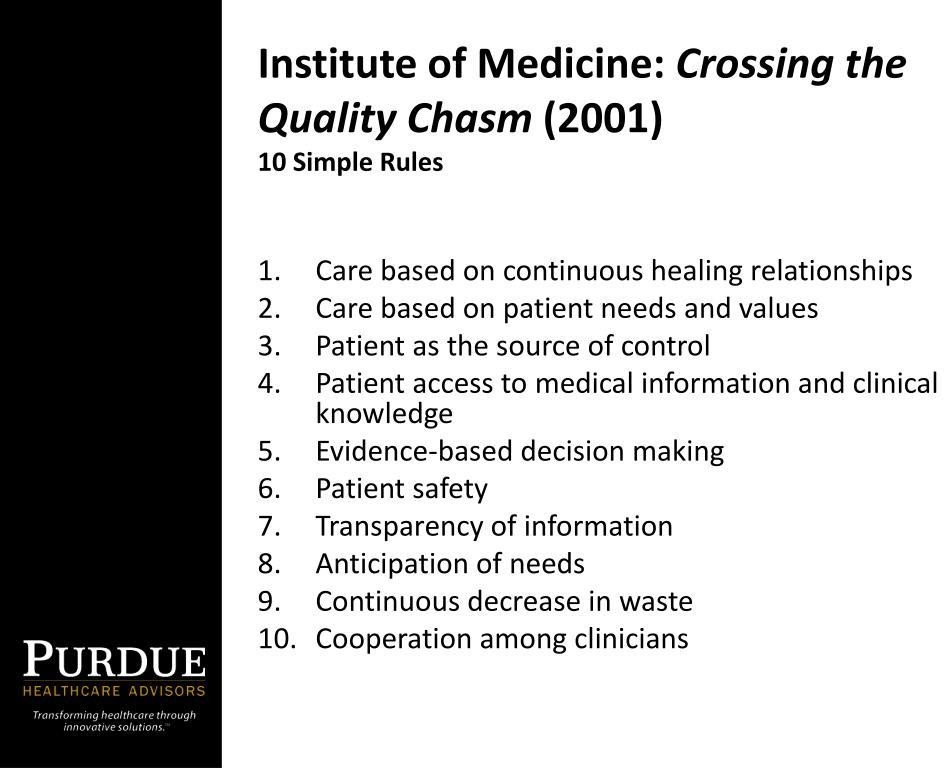 Institute of Medicine: Crossing the
Quality Chasm (2001)
10 Simple Rules
1. Care based on continuous healing relationships
2. Care based on patient needs and values
3. Patient as the source of control
4. Patient access to medical information and clinical
knowledge
5. Evidence-based decision making
6. Patient safety
7. Transparency of information
8. Anticipation of needs
9. Continuous decrease in waste
10. Cooperation among clinicians
PURDUE
HEALTHCARE ADVISORS
Transforming healthcare through
innovative solutions.™